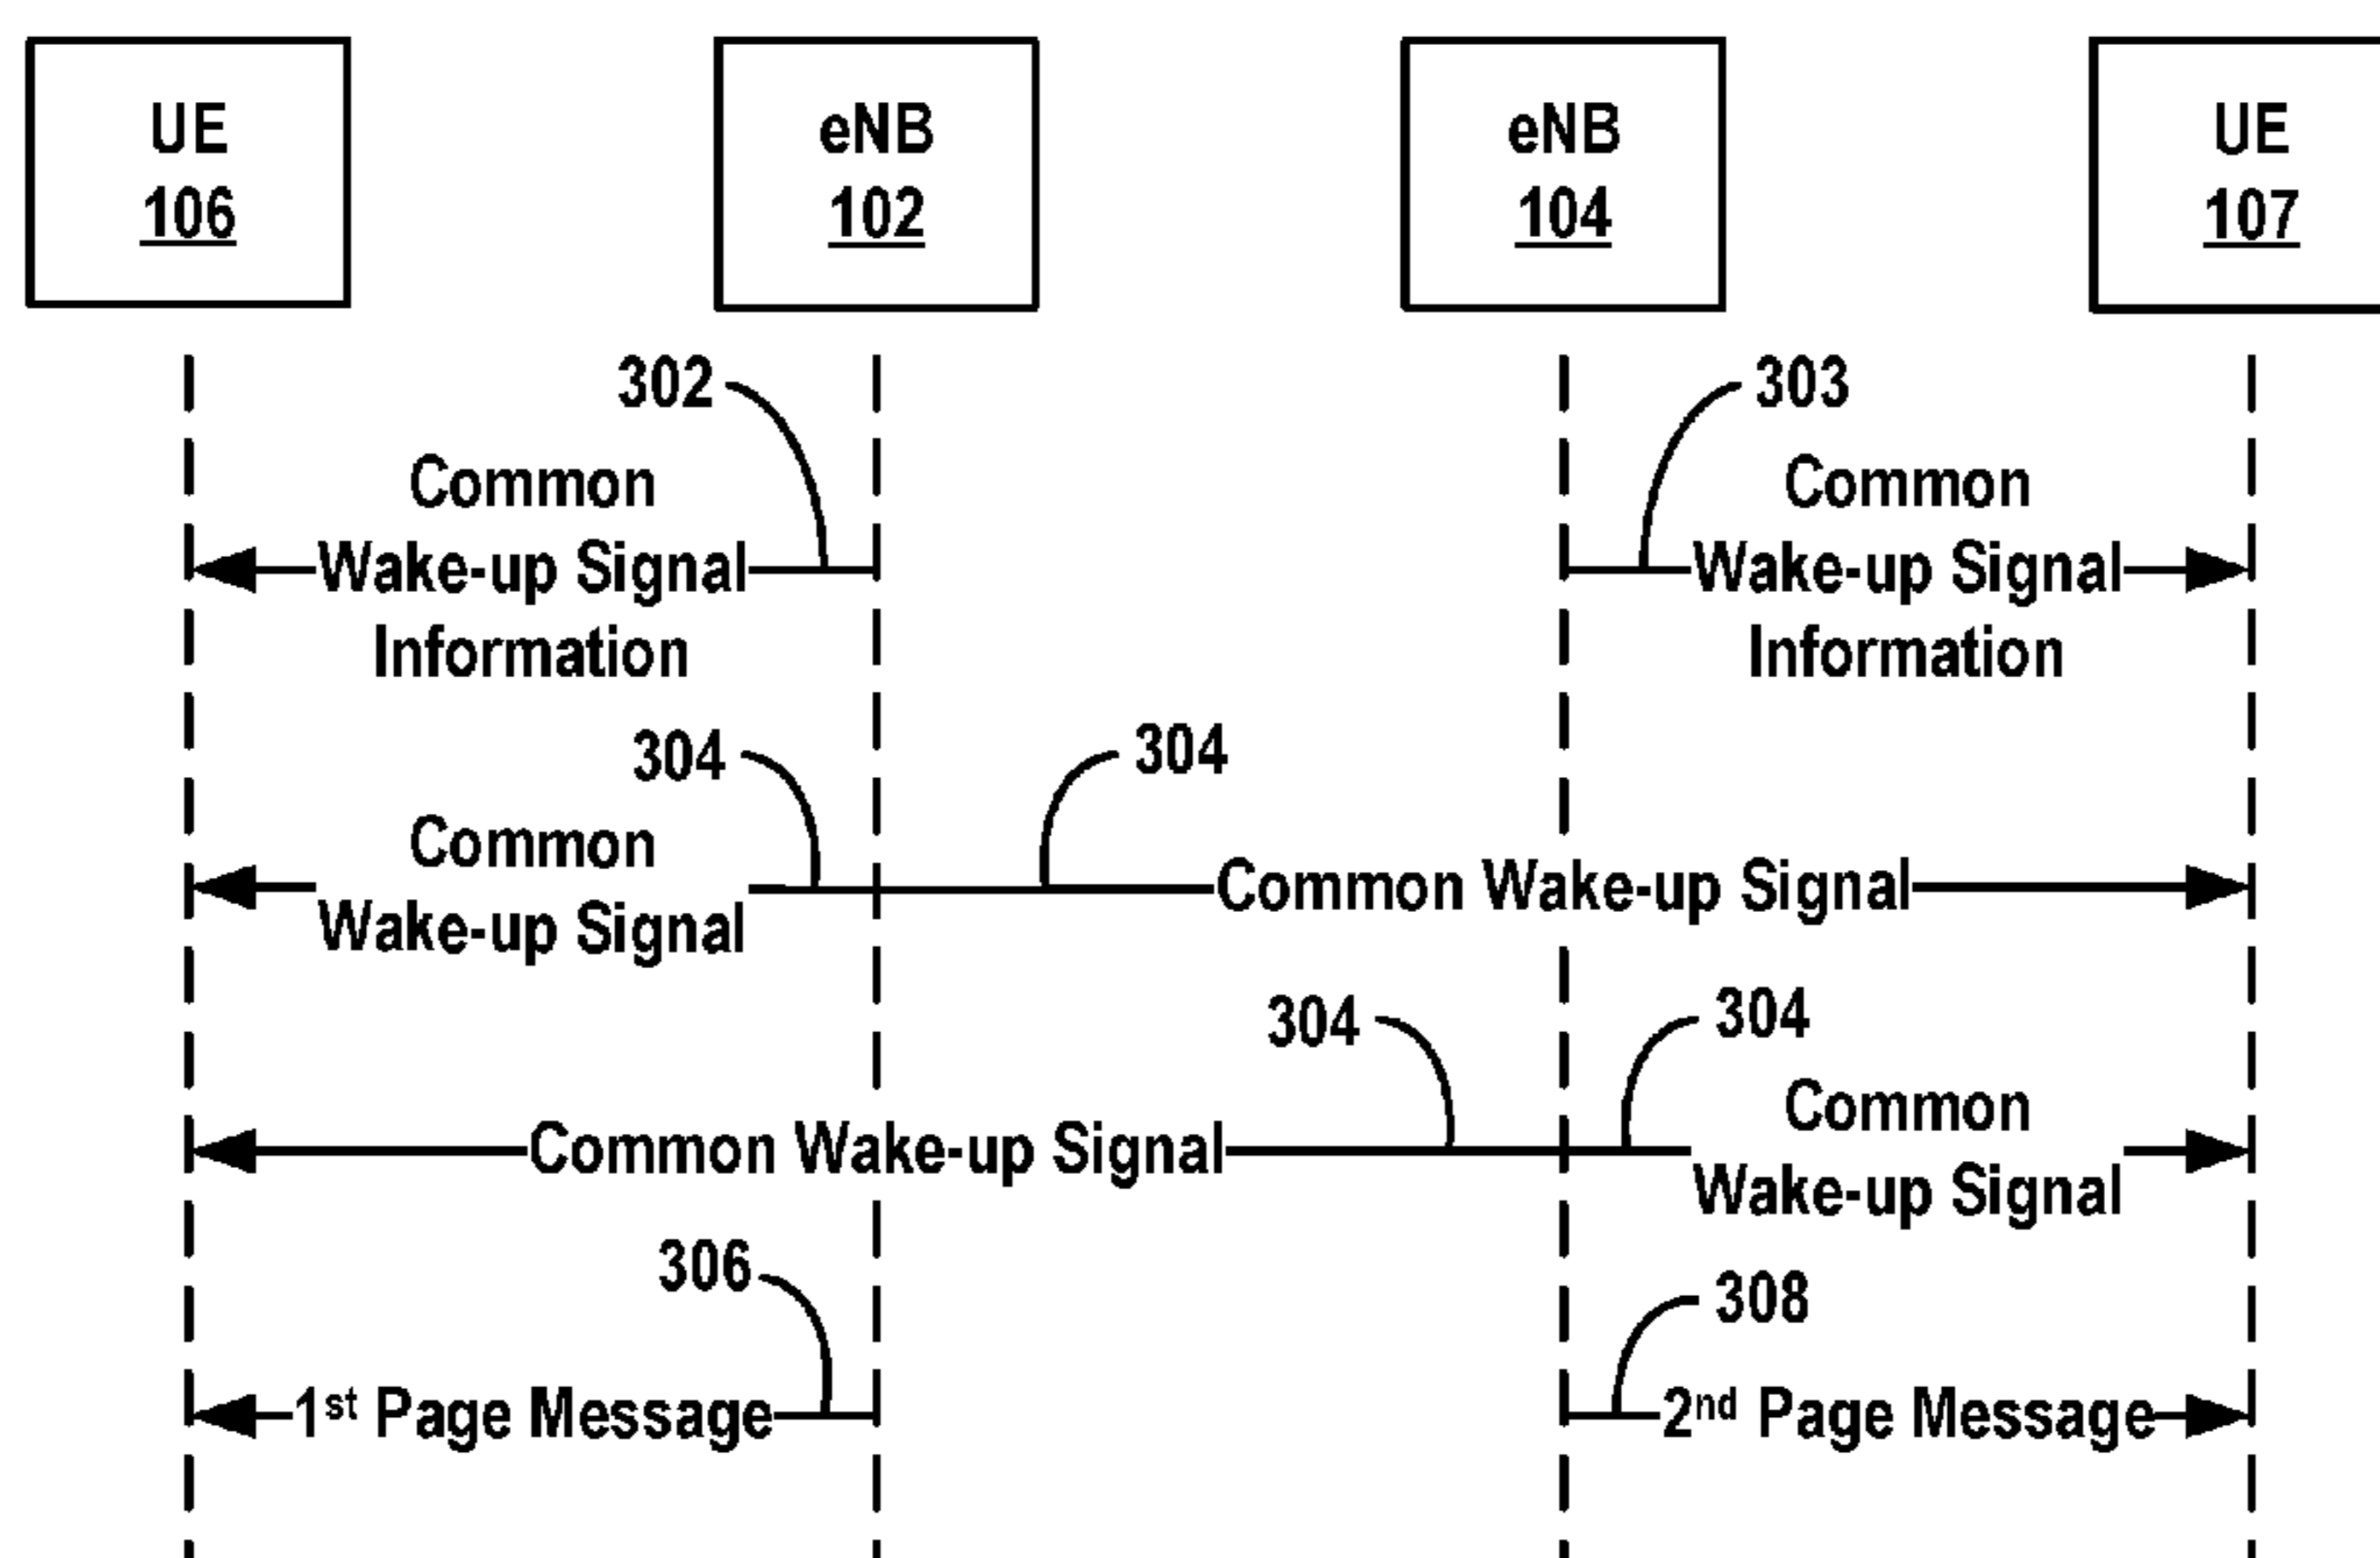 UE
106
eNB
102
eNB
104
UE
107
302
303
Common
Wake-up Signal
Information
Common
Wake-up Signal
Information
304
304
Common
Wake-up Signal
Common Wake-up Signal
304
304
Common Wake-up Signal
Common
Wake-up Signal
306
308
1st Page Message
2nd Page Message